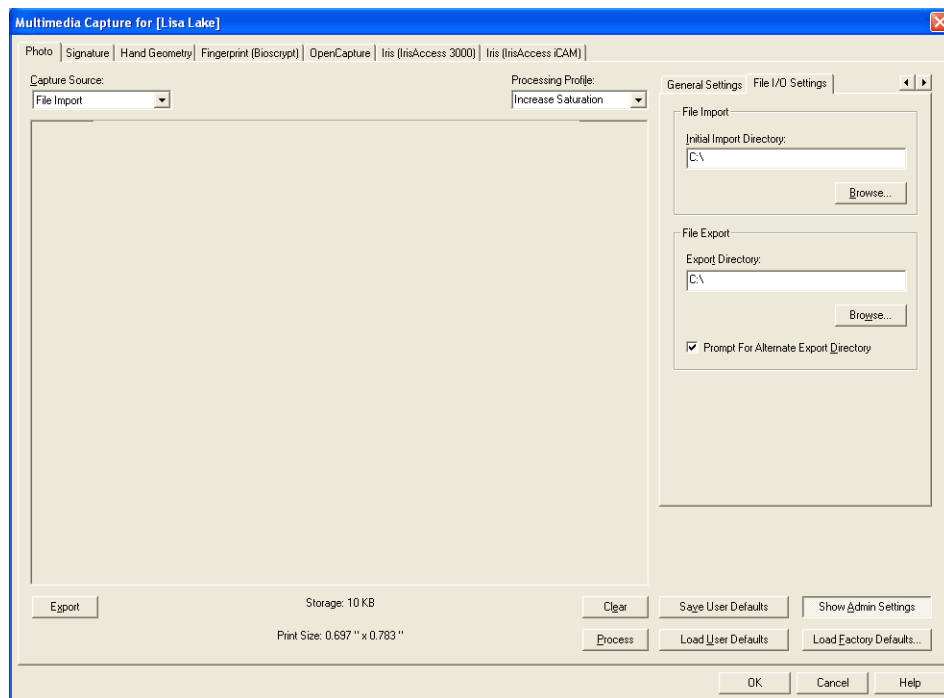 Multimedia Capture for [Lisa Lake]
Photo Signature Hand Geometry Fingerprint (Bioscrypt) OpenCapture Iris (IrisAccess 3000) Iris (IrisAccess iCAM)
Capture Source:
File Import
Processing Profile:
Increase Saturation
General Settings File I/O Settings
File Import
Initial Import Directory:
C:\
Browse...
File Export
Export Directory:
C:\
Browse...
Prompt For Alternate Export Directory
Export
Storage: 10 KB
Clear
Save User Defaults
Show Admin Settings
Print Size: 0.697 " x 0.783 "
Process
Load User Defaults
Load Factory Defaults...
OK
Cancel
Help